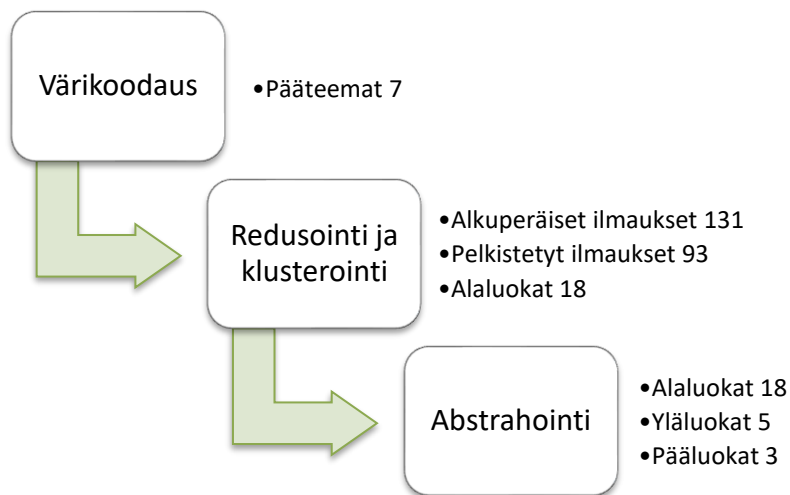 Värikoodaus
•Pääteemat 7
Redusointi ja
klusterointi
•Alkuperäiset ilmaukset 131
•Pelkistetyt ilmaukset 93
•Alaluokat 18
Abstrahointi
•Alaluokat 18
•Yläluokat 5
•Pääluokat 3